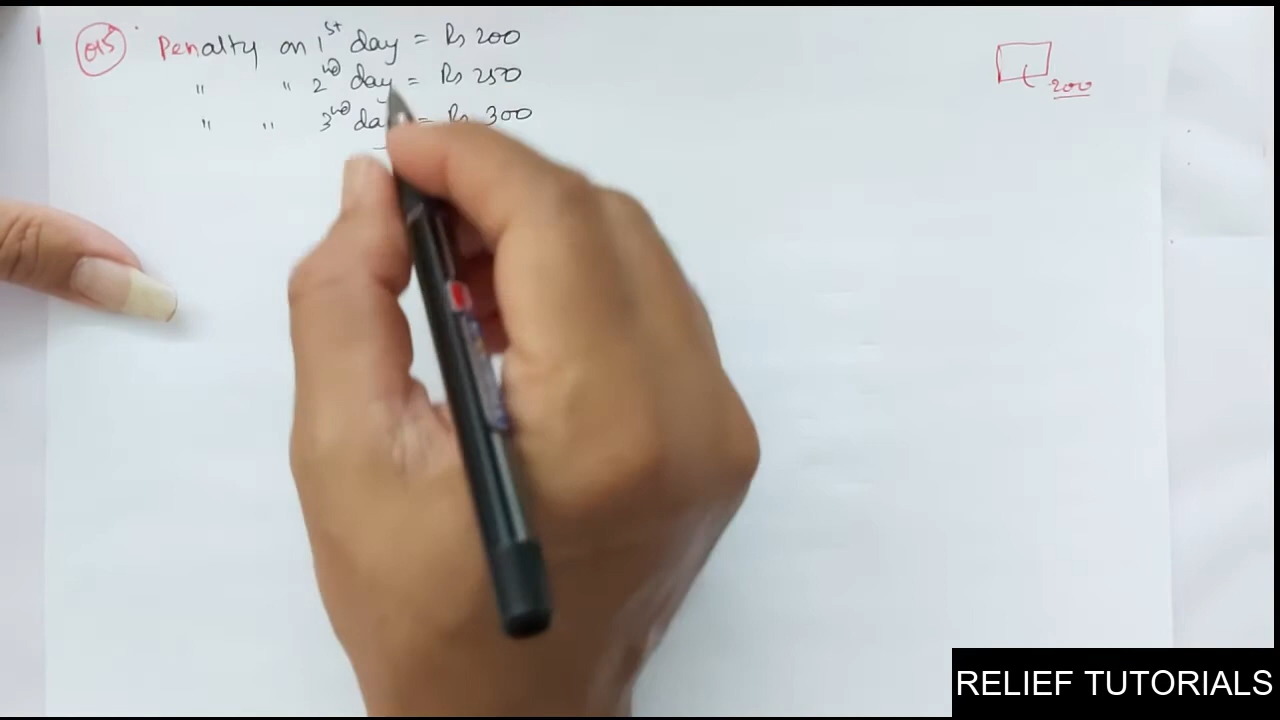 Q15 Penalty on 1st day = Rs 200
" " 2nd day = Rs 250
" " 3rd day = Rs 300
200
RELIEF TUTORIALS